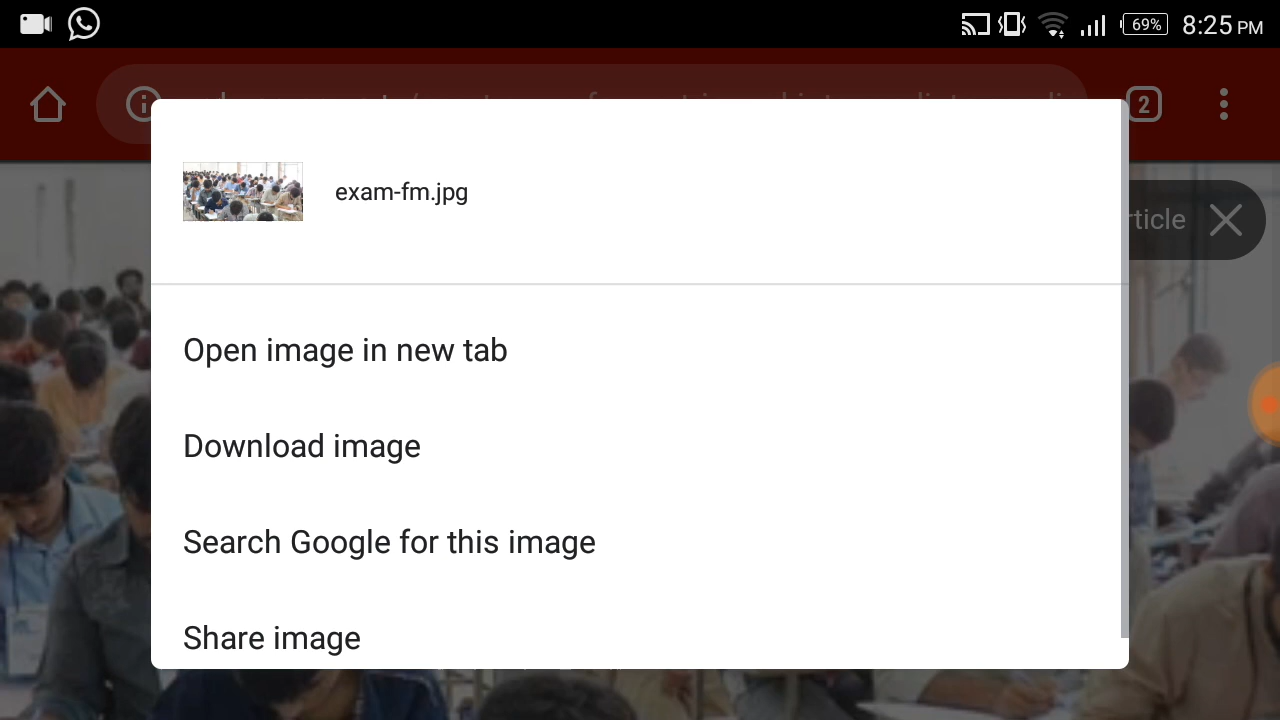 69% 8:25 PM
2
exam-fm.jpg
Open image in new tab
Download image
Search Google for this image
Share image